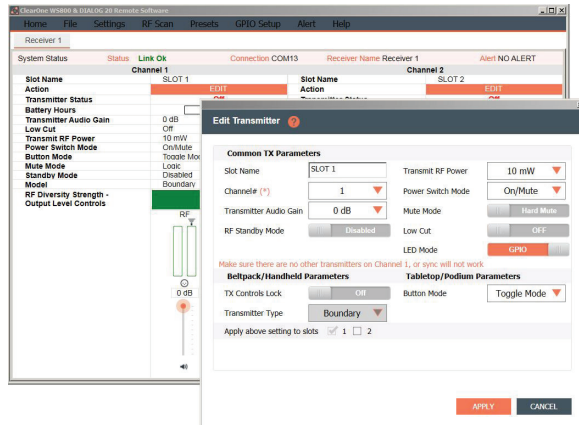 ClearOne WS800 & DIALOG 20 Remote Software
Home File Settings RF Scan Presets GPIO Setup Alert Help
Receiver 1
System Status Status Link Ok Connection COM13 Receiver Name Receiver 1 Alert NO ALERT
Channel 1 Channel 2
Slot Name SLOT 1 Slot Name SLOT 2
Action EDIT Action EDIT
Transmitter Status Off Transmitter Status Off
Battery Hours
Transmitter Audio Gain 0 dB
Low Cut Off
Transmit RF Power 10 mW
Power Switch Mode On/Mute
Button Mode Toggle Mo
Mute Mode Logic
Standby Mode Disabled
Model Boundary
RF Diversity Strength -
Output Level Controls
RF
0 dB
Edit Transmitter ?
Common TX Parameters
Slot Name SLOT 1 Transmit RF Power 10 mW
Channel# (*) 1 Power Switch Mode On/Mute
Transmitter Audio Gain 0 dB Mute Mode Hard Mute
RF Standby Mode Disabled Low Cut OFF
LED Mode GPIO
Make sure there are no other transmitters on Channel 1, or sync will not work
Beltpack/Handheld Parameters Tabletop/Podium Parameters
TX Controls Lock Off Button Mode Toggle Mode
Transmitter Type Boundary
Apply above setting to slots 1 2
APPLY CANCEL